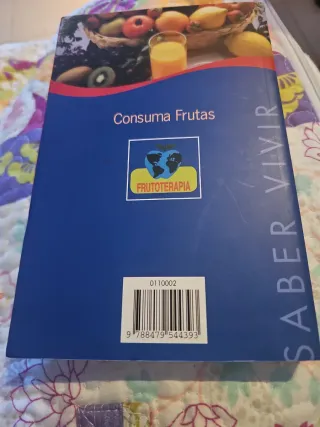 Consuma Frutas
FRUTOTERAPIA
SABER VIVIR
0110002
9 788479 544393